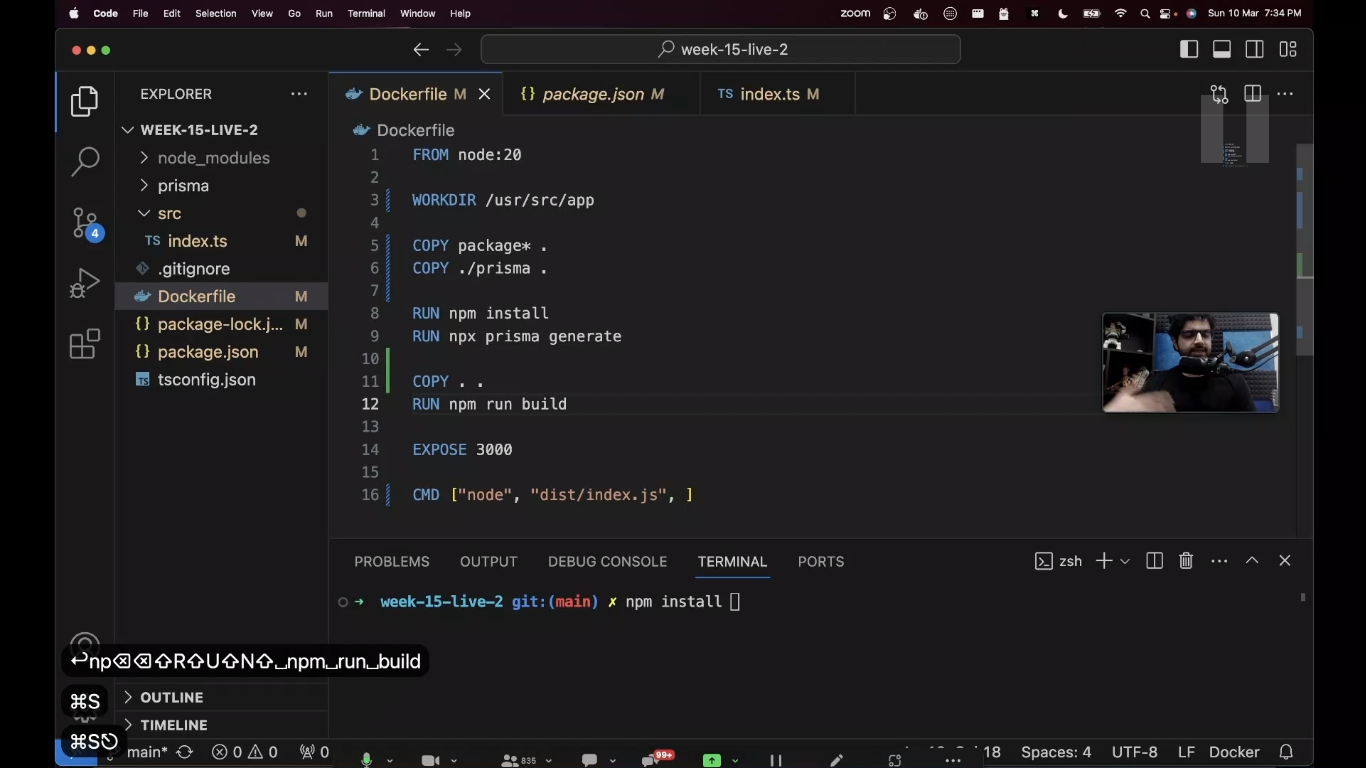 Code File Edit Selection View Go Run Terminal Window Help zoom Sun 10 Mar 7:34 PM
week-15-live-2
EXPLORER
Dockerfile M
package.json M
TS index.ts M
WEEK-15-LIVE-2
node_modules
prisma
src
TS index.ts M
.gitignore
Dockerfile M
package-lock.j... M
package.json M
tsconfig.json
4
Dockerfile
1 FROM node:20
2
3 WORKDIR /usr/src/app
4
5 COPY package* .
6 COPY ./prisma .
7
8 RUN npm install
9 RUN npx prisma generate
10
11 COPY . .
12 RUN npm run build
13
14 EXPOSE 3000
15
16 CMD ["node", "dist/index.js", ]
PROBLEMS OUTPUT DEBUG CONSOLE TERMINAL PORTS zsh
→ week-15-live-2 git:(main) ✗ npm install
↩np⌫⌫⇧R⇧U⇧N⇧␣npm␣run␣build
⌘S
⌘S⎋
OUTLINE
TIMELINE
main* 0 0 0 835 99+ 18 Spaces: 4 UTF-8 LF Docker